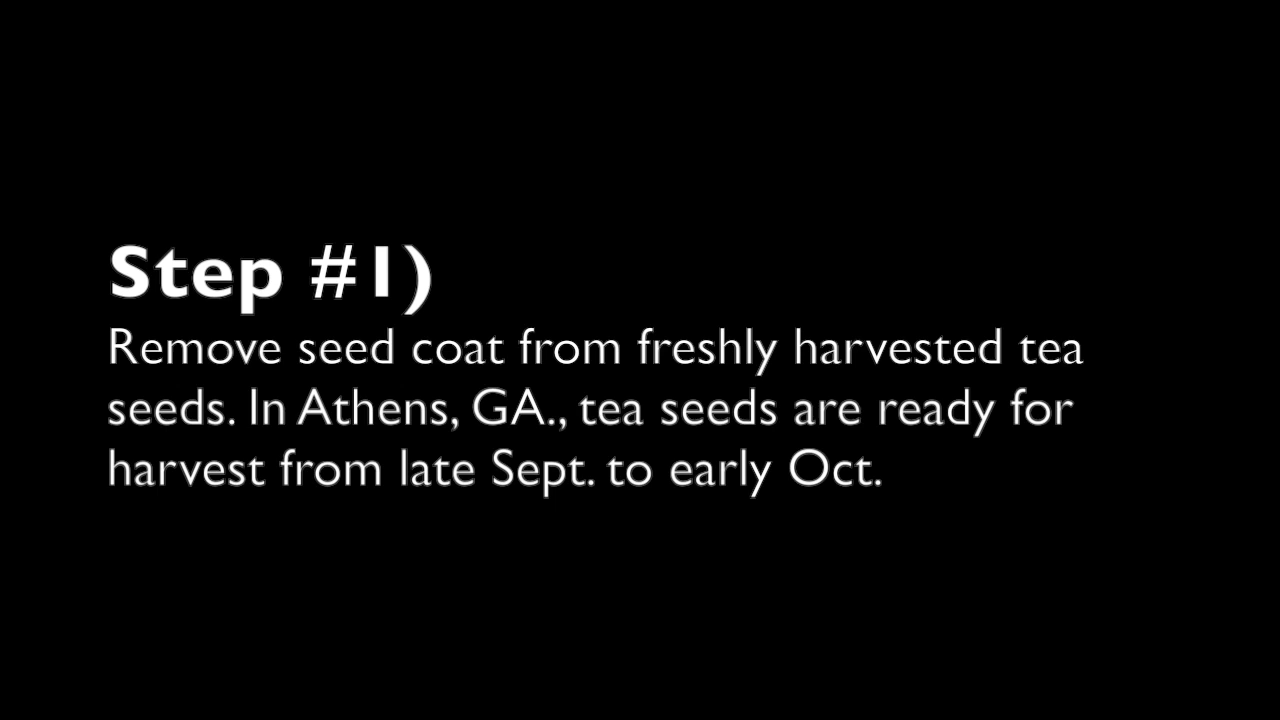 Step #1)
Remove seed coat from freshly harvested tea
seeds. In Athens, GA., tea seeds are ready for
harvest from late Sept. to early Oct.